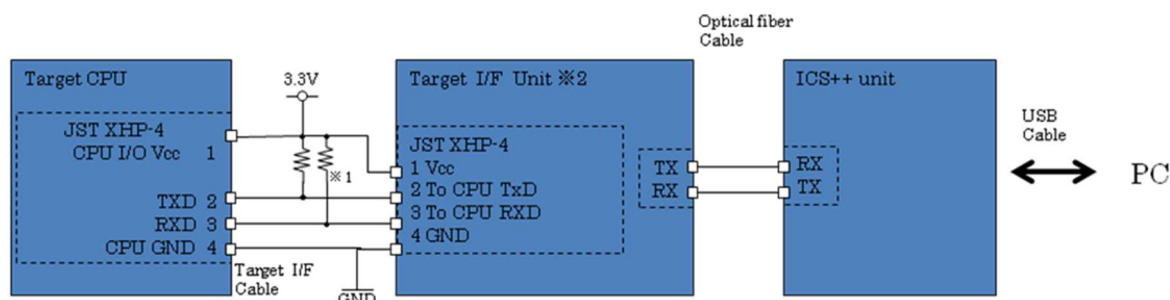 Optical fiber
Cable
Target CPU
3.3V
Target I/F Unit ※2
ICS++ unit
JST XHP-4
CPU I/O Vcc 1
TXD 2
RXD 3
CPU GND 4
※1
JST XHP-4
1 Vcc
2 To CPU TxD
3 To CPU RXD
4 GND
TX
RX
RX
TX
USB
Cable
PC
Target I/F
Cable
GND